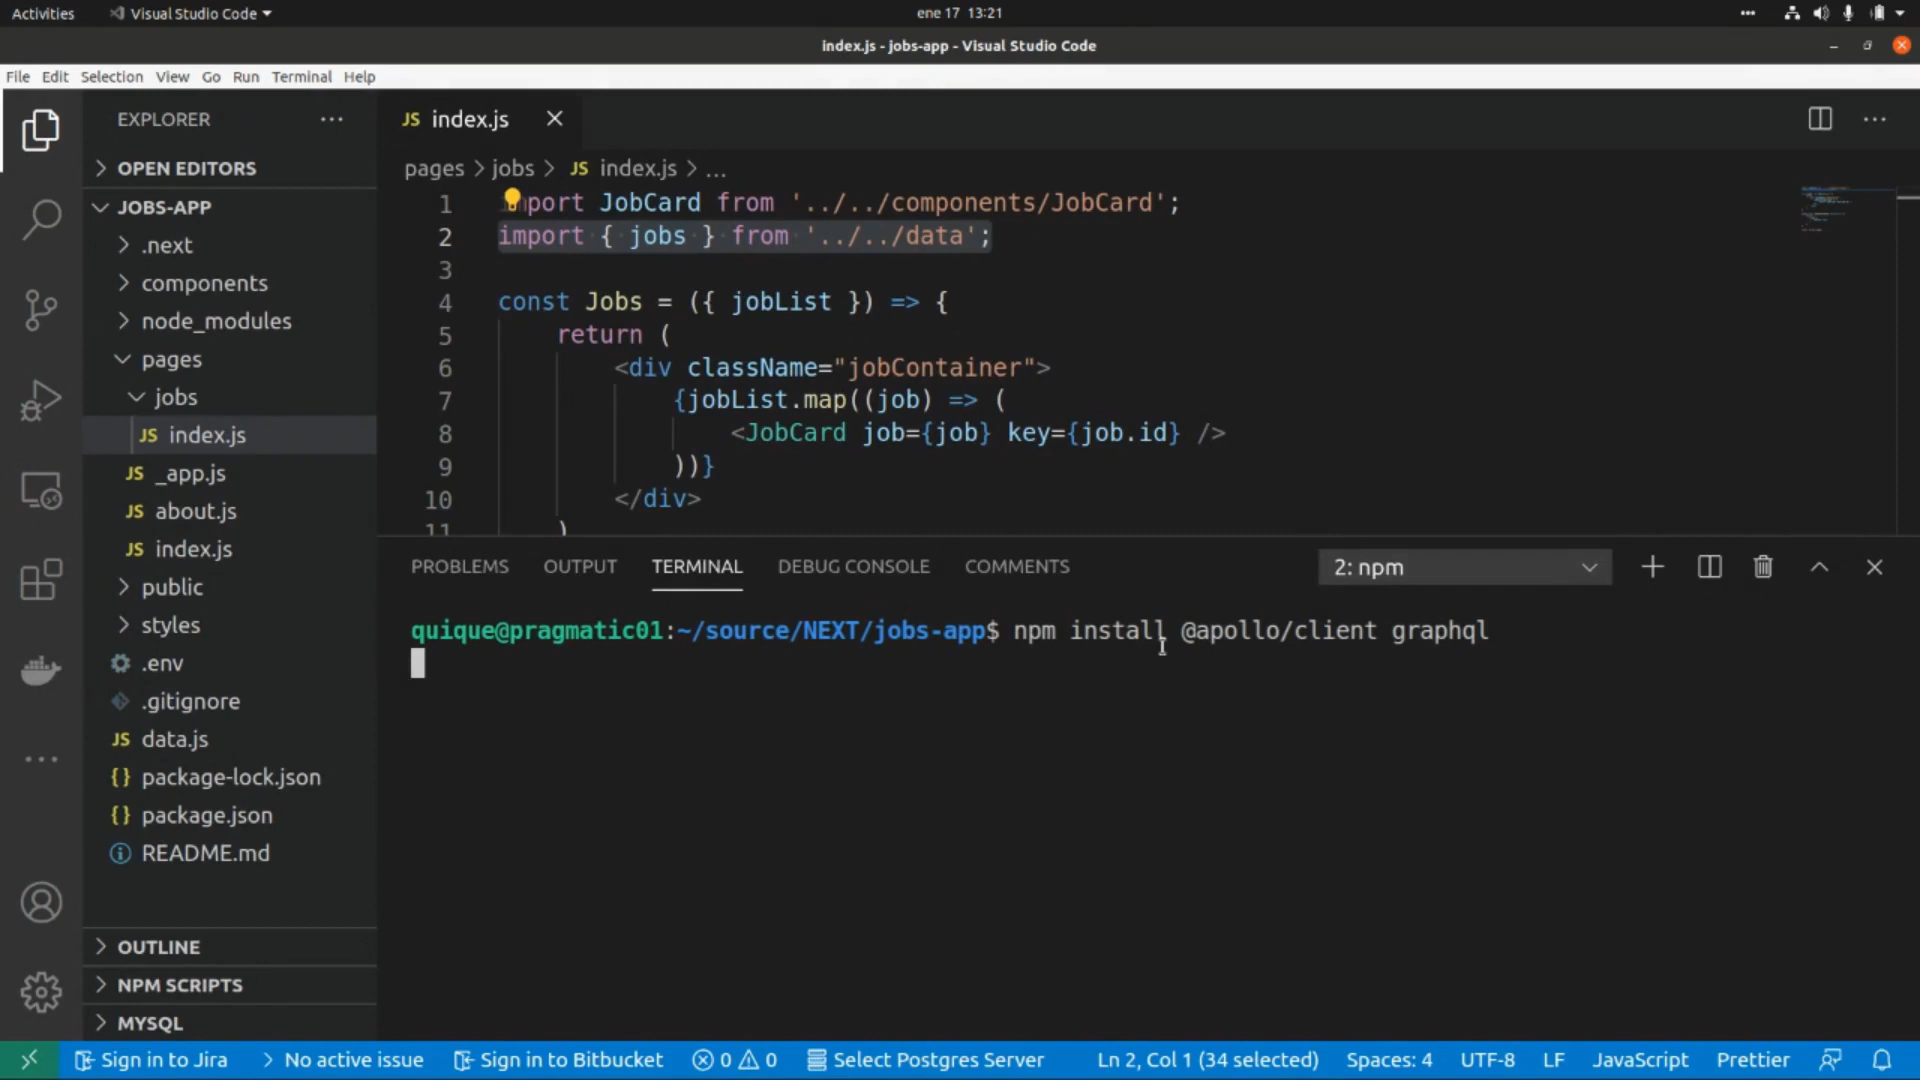 Activities
Visual Studio Code
ene 17 13:21
index.js - jobs-app - Visual Studio Code
File Edit Selection View Go Run Terminal Help
EXPLORER
OPEN EDITORS
JOBS-APP
.next
components
node_modules
pages
jobs
JS index.js
JS _app.js
JS about.js
JS index.js
public
styles
.env
.gitignore
JS data.js
{} package-lock.json
{} package.json
README.md
OUTLINE
NPM SCRIPTS
MYSQL
JS index.js
pages > jobs > JS index.js > ...
1 import JobCard from '../../components/JobCard';
2 import { jobs } from '../../data';
3
4 const Jobs = ({ jobList }) => {
5 return (
6 <div className="jobContainer">
7 {jobList.map((job) => (
8 <JobCard job={job} key={job.id} />
9 ))}
10 </div>
11 )
PROBLEMS OUTPUT TERMINAL DEBUG CONSOLE COMMENTS
2: npm
quique@pragmatic01:~/source/NEXT/jobs-app$ npm install @apollo/client graphql
Sign in to Jira
No active issue
Sign in to Bitbucket
0 0
Select Postgres Server
Ln 2, Col 1 (34 selected)
Spaces: 4
UTF-8
LF
JavaScript
Prettier